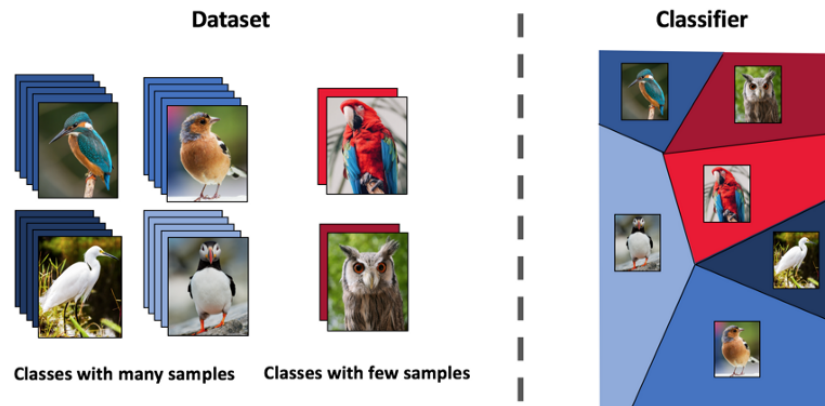 Dataset
Classifier
Classes with many samples
Classes with few samples